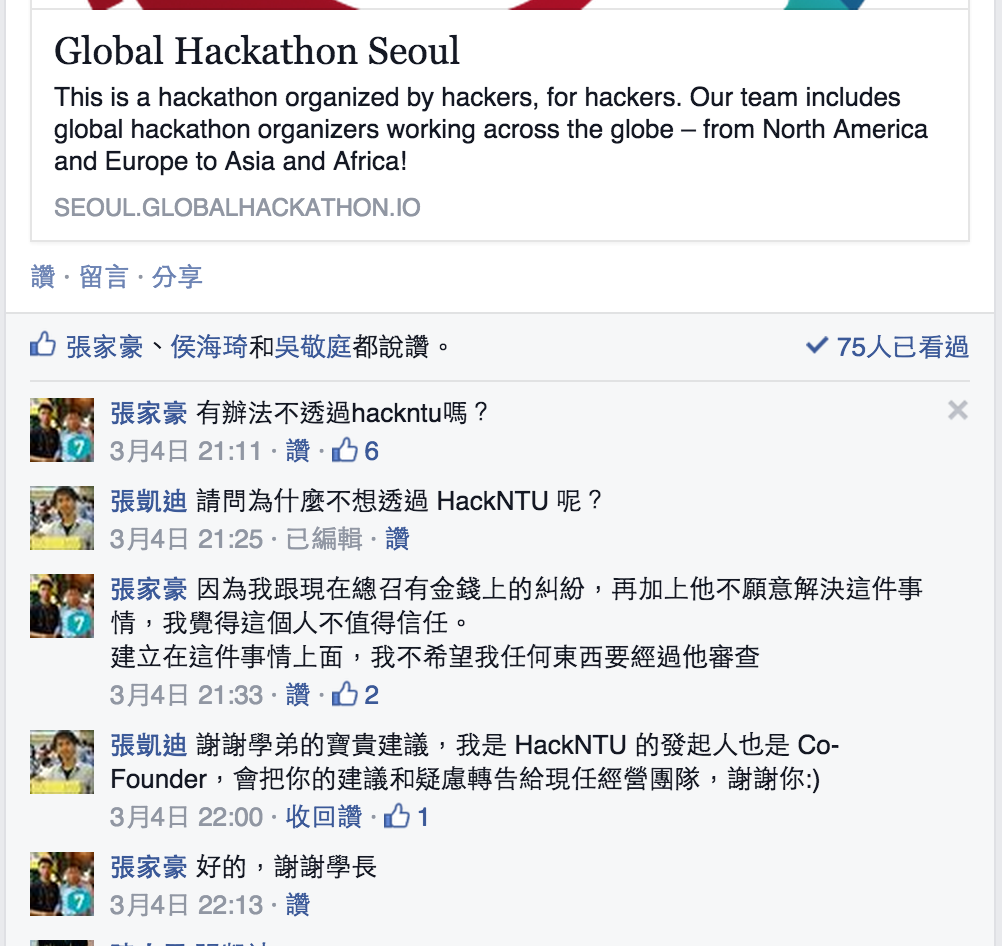 Global Hackathon Seoul
This is a hackathon organized by hackers, for hackers. Our team includes
global hackathon organizers working across the globe – from North America
and Europe to Asia and Africa!
SEOUL.GLOBALHACKATHON.IO
讚 · 留言 · 分享
張家豪、侯海琦和吳敬庭都說讚。 75人已看過
張家豪 有辦法不透過hackntu嗎？
3月4日 21:11 · 讚 · 6
張凱迪 請問為什麼不想透過 HackNTU 呢？
3月4日 21:25 · 已編輯 · 讚
張家豪 因為我跟現在總召有金錢上的糾紛，再加上他不願意解決這件事
情，我覺得這個人不值得信任。
建立在這件事情上面，我不希望我任何東西要經過他審查
3月4日 21:33 · 讚 · 2
張凱迪 謝謝學弟的寶貴建議，我是 HackNTU 的發起人也是 Co-
Founder，會把你的建議和疑慮轉告給現任經營團隊，謝謝你:)
3月4日 22:00 · 收回讚 · 1
張家豪 好的，謝謝學長
3月4日 22:13 · 讚